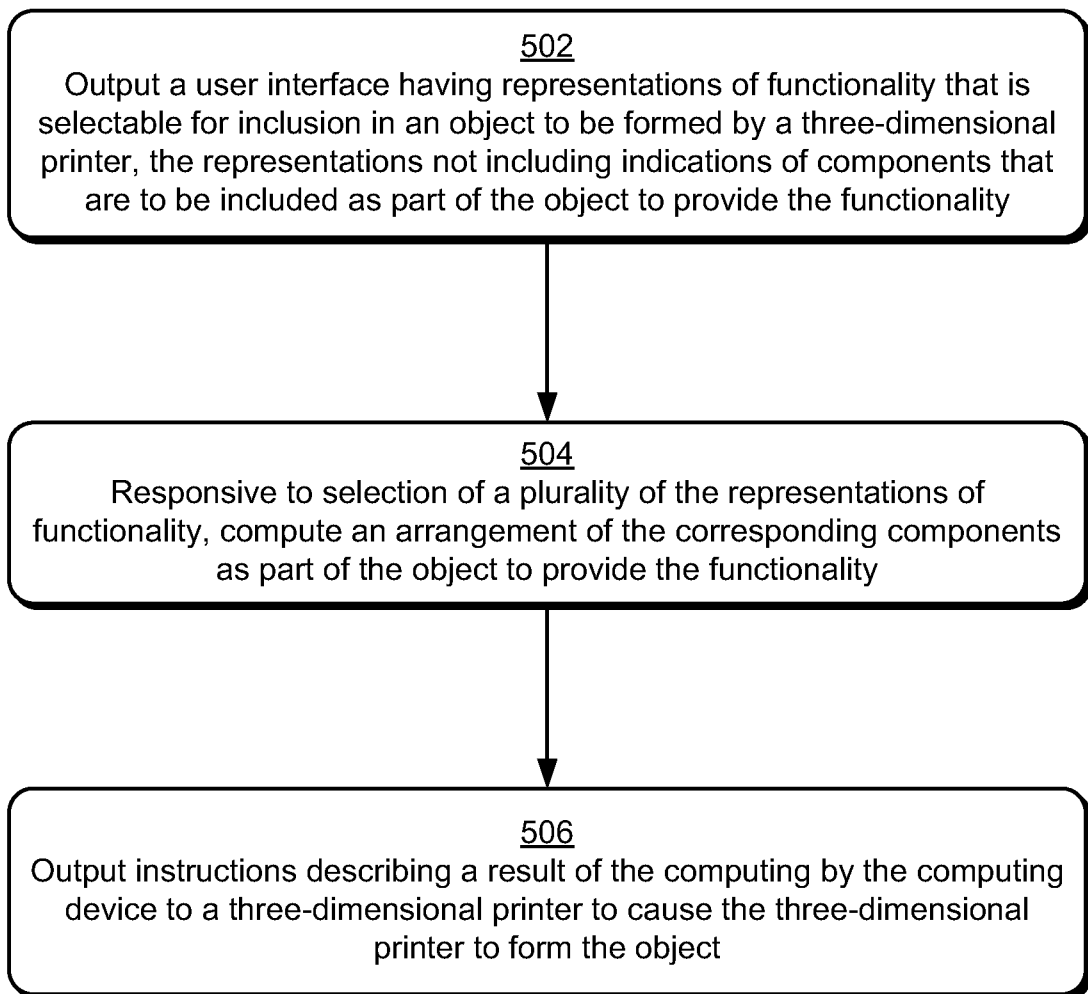 502
Output a user interface having representations of functionality that is
selectable for inclusion in an object to be formed by a three-dimensional
printer, the representations not including indications of components that
are to be included as part of the object to provide the functionality
504
Responsive to selection of a plurality of the representations of
functionality, compute an arrangement of the corresponding components
as part of the object to provide the functionality
506
Output instructions describing a result of the computing by the computing
device to a three-dimensional printer to cause the three-dimensional
printer to form the object